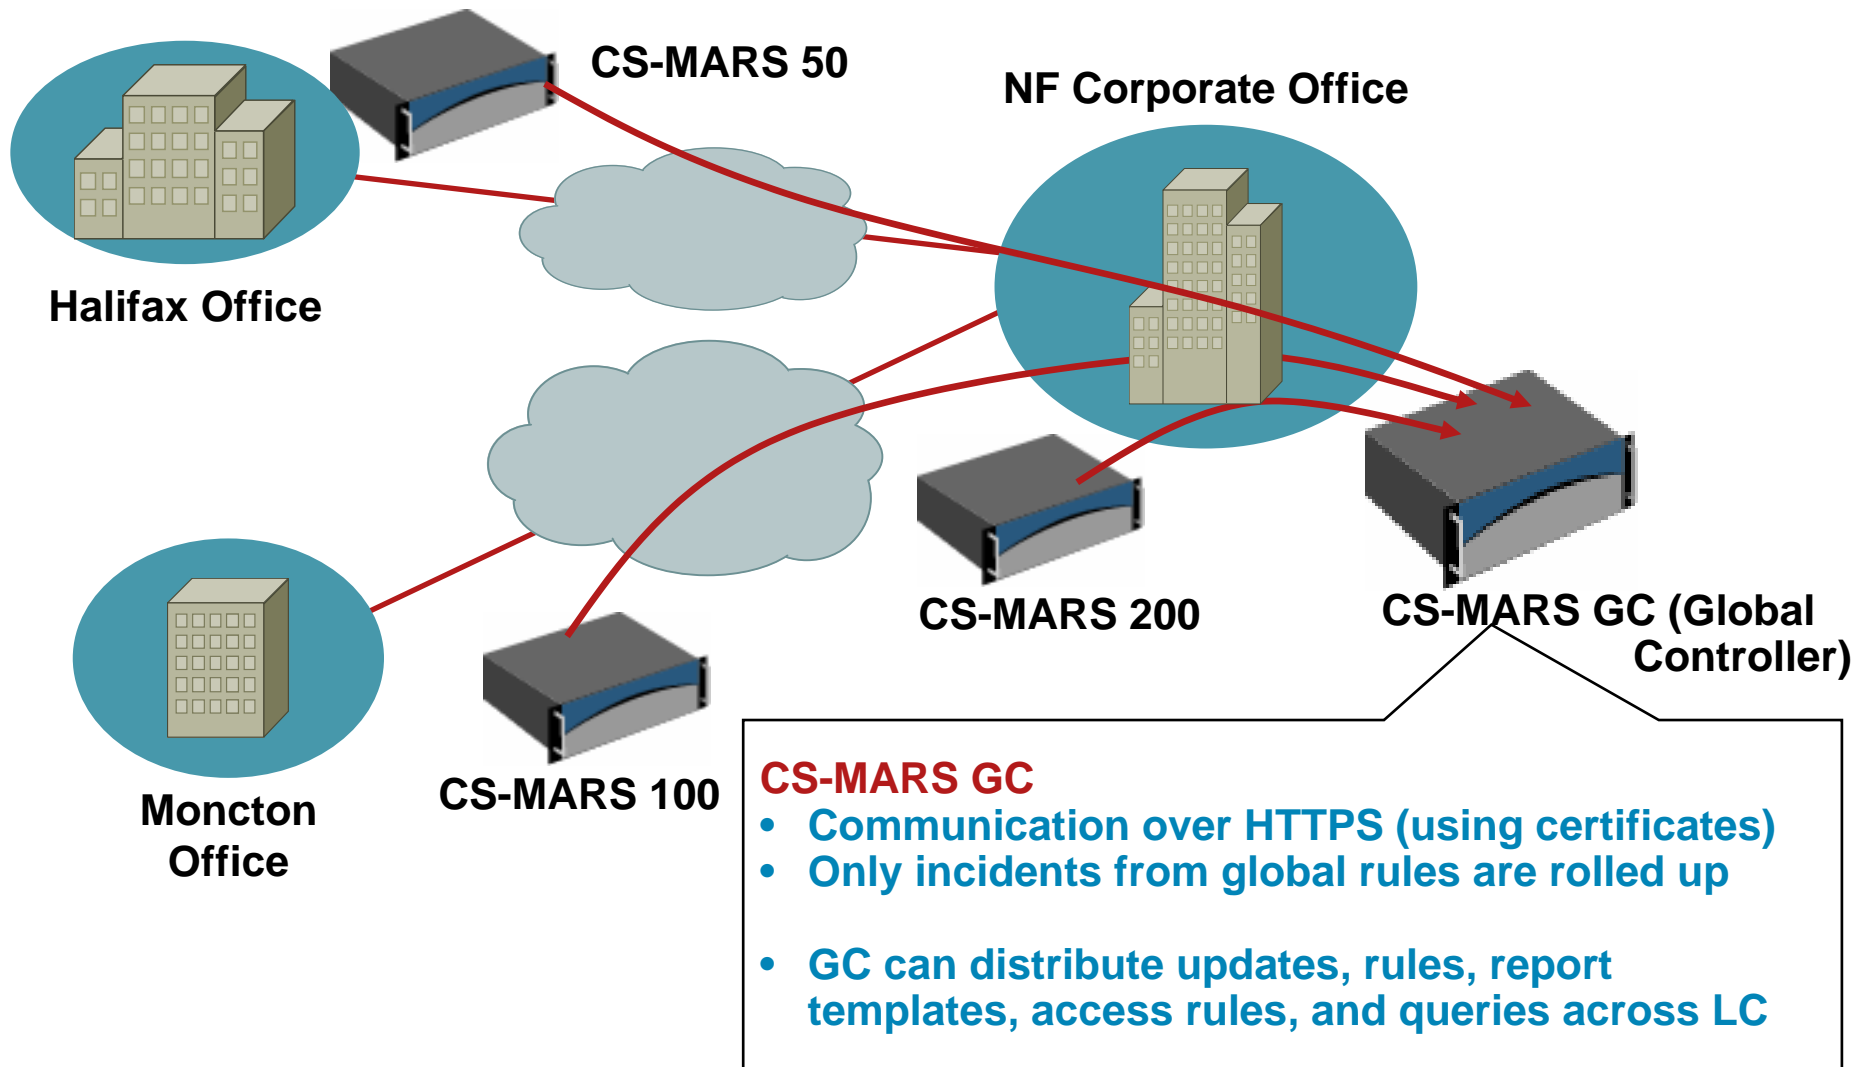 CS-MARS 50
NF Corporate Office
Halifax Office
CS-MARS 200
CS-MARS GC (Global
Controller)
CS-MARS 100
Moncton
Office
CS-MARS GC
• Communication over HTTPS (using certificates)
• Only incidents from global rules are rolled up
• GC can distribute updates, rules, report
templates, access rules, and queries across LC